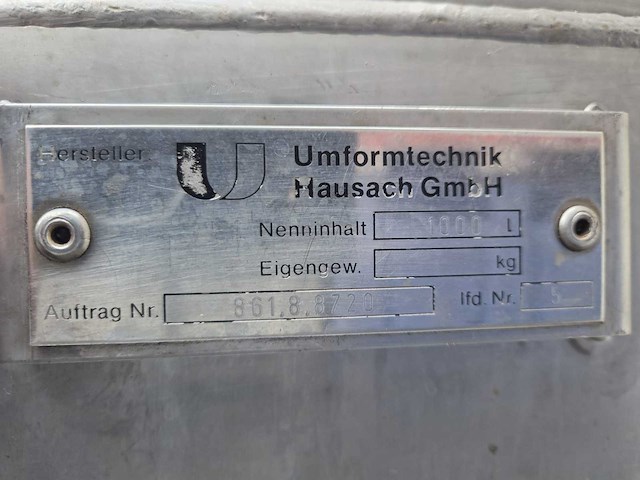 Hersteller Umformtechnik
Hausach GmbH
Nenninhalt 1000 l
Eigengew. kg
Auftrag Nr. 861.8.8720 lfd. Nr. 5